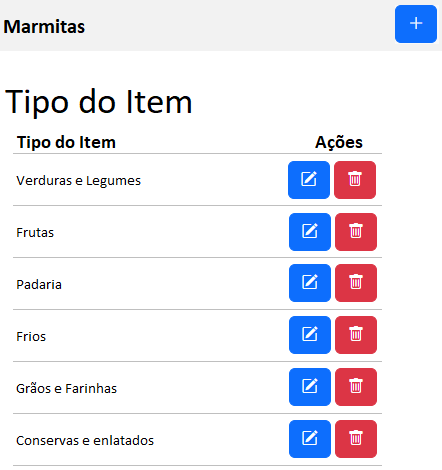 Marmitas
Tipo do Item
Tipo do Item Ações
Verduras e Legumes
Frutas
Padaria
Frios
Grãos e Farinhas
Conservas e enlatados